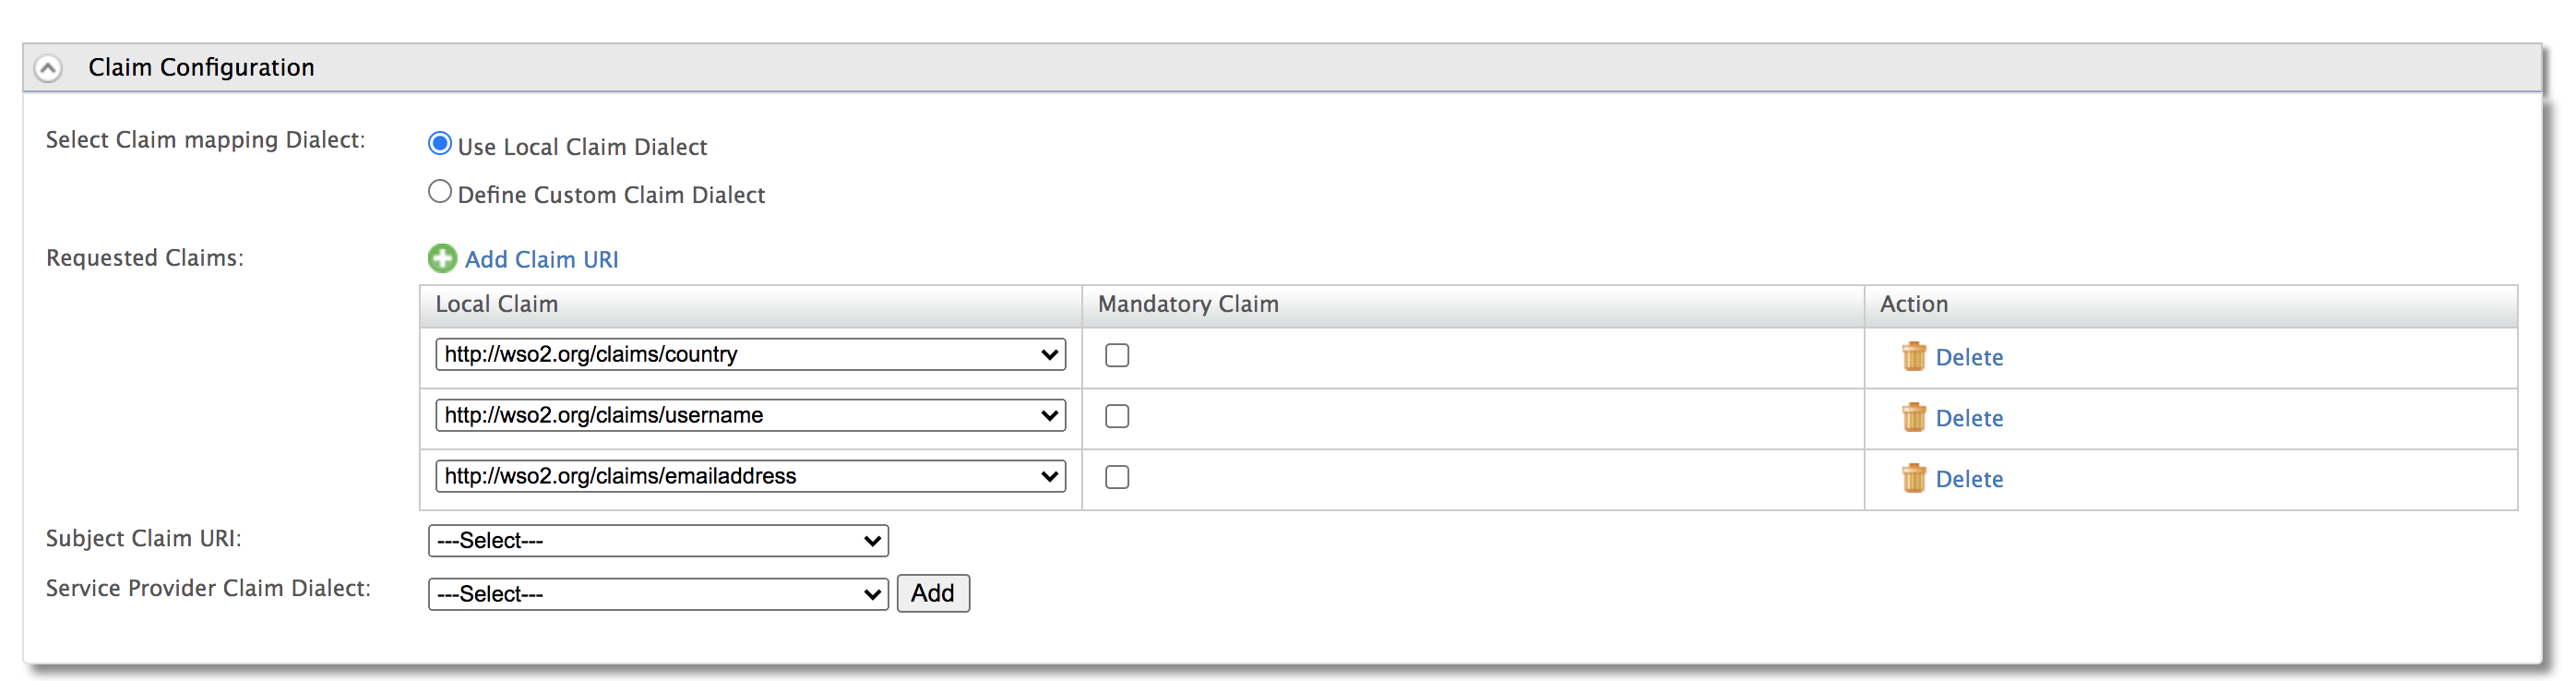 Claim Configuration
Select Claim mapping Dialect:
Use Local Claim Dialect
Define Custom Claim Dialect
Requested Claims:
Add Claim URI
Local Claim Mandatory Claim Action
http://wso2.org/claims/country Delete
http://wso2.org/claims/username Delete
http://wso2.org/claims/emailaddress Delete
Subject Claim URI: ---Select---
Service Provider Claim Dialect: ---Select--- Add